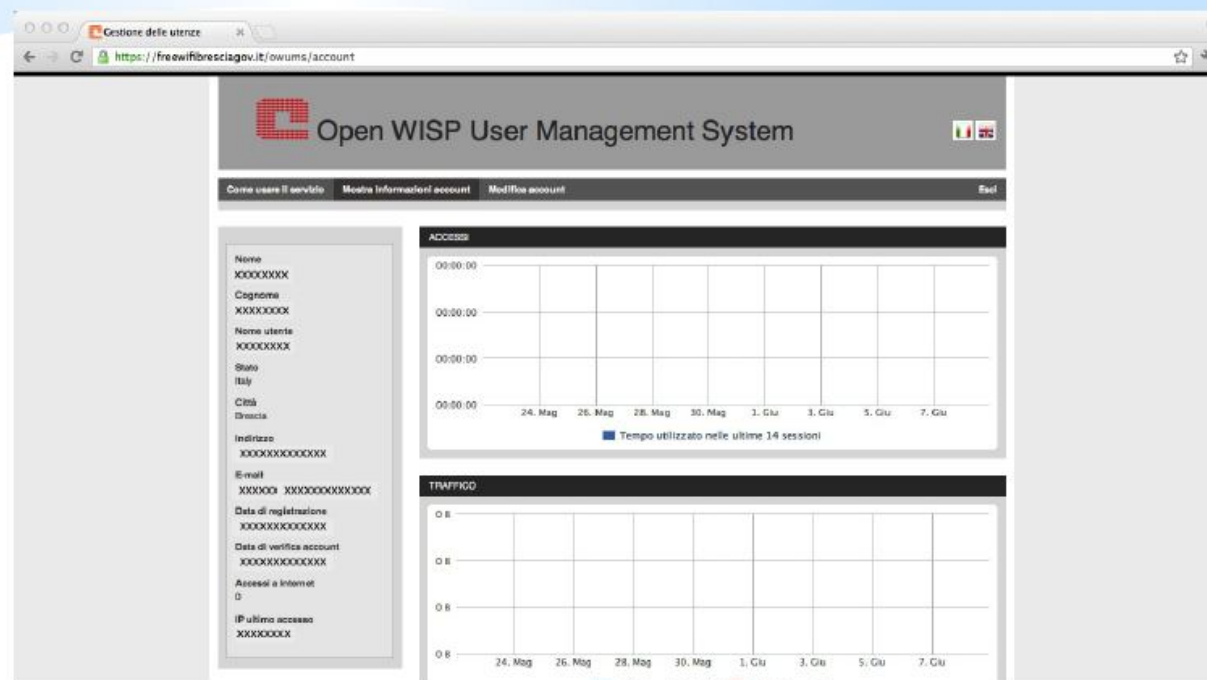 Gestione delle utenze
https://freewifibresciagov.it/owums/account
Open WISP User Management System
Come usare il servizio Mostra informazioni account Modifica account Esci
Nome
XXXXXXXX
Cognome
XXXXXXXX
Nome utente
XXXXXXXX
Stato
Italy
Città
Brescia
Indirizzo
XXXXXXXXXXXXX
E-mail
XXXXXX XXXXXXXXXXXXX
Data di registrazione
XXXXXXXXXXXXX
Data di verifica account
XXXXXXXXXXXXX
Accessi a Internet
0
IP ultimo accesso
XXXXXXXX
ACCESSI
00:00:00
00:00:00
00:00:00
00:00:00
24. Mag 26. Mag 28. Mag 30. Mag 1. Giu 3. Giu 5. Giu 7. Giu
Tempo utilizzato nelle ultime 14 sessioni
TRAFFICO
0 B
0 B
0 B
0 B
24. Mag 26. Mag 28. Mag 30. Mag 1. Giu 3. Giu 5. Giu 7. Giu